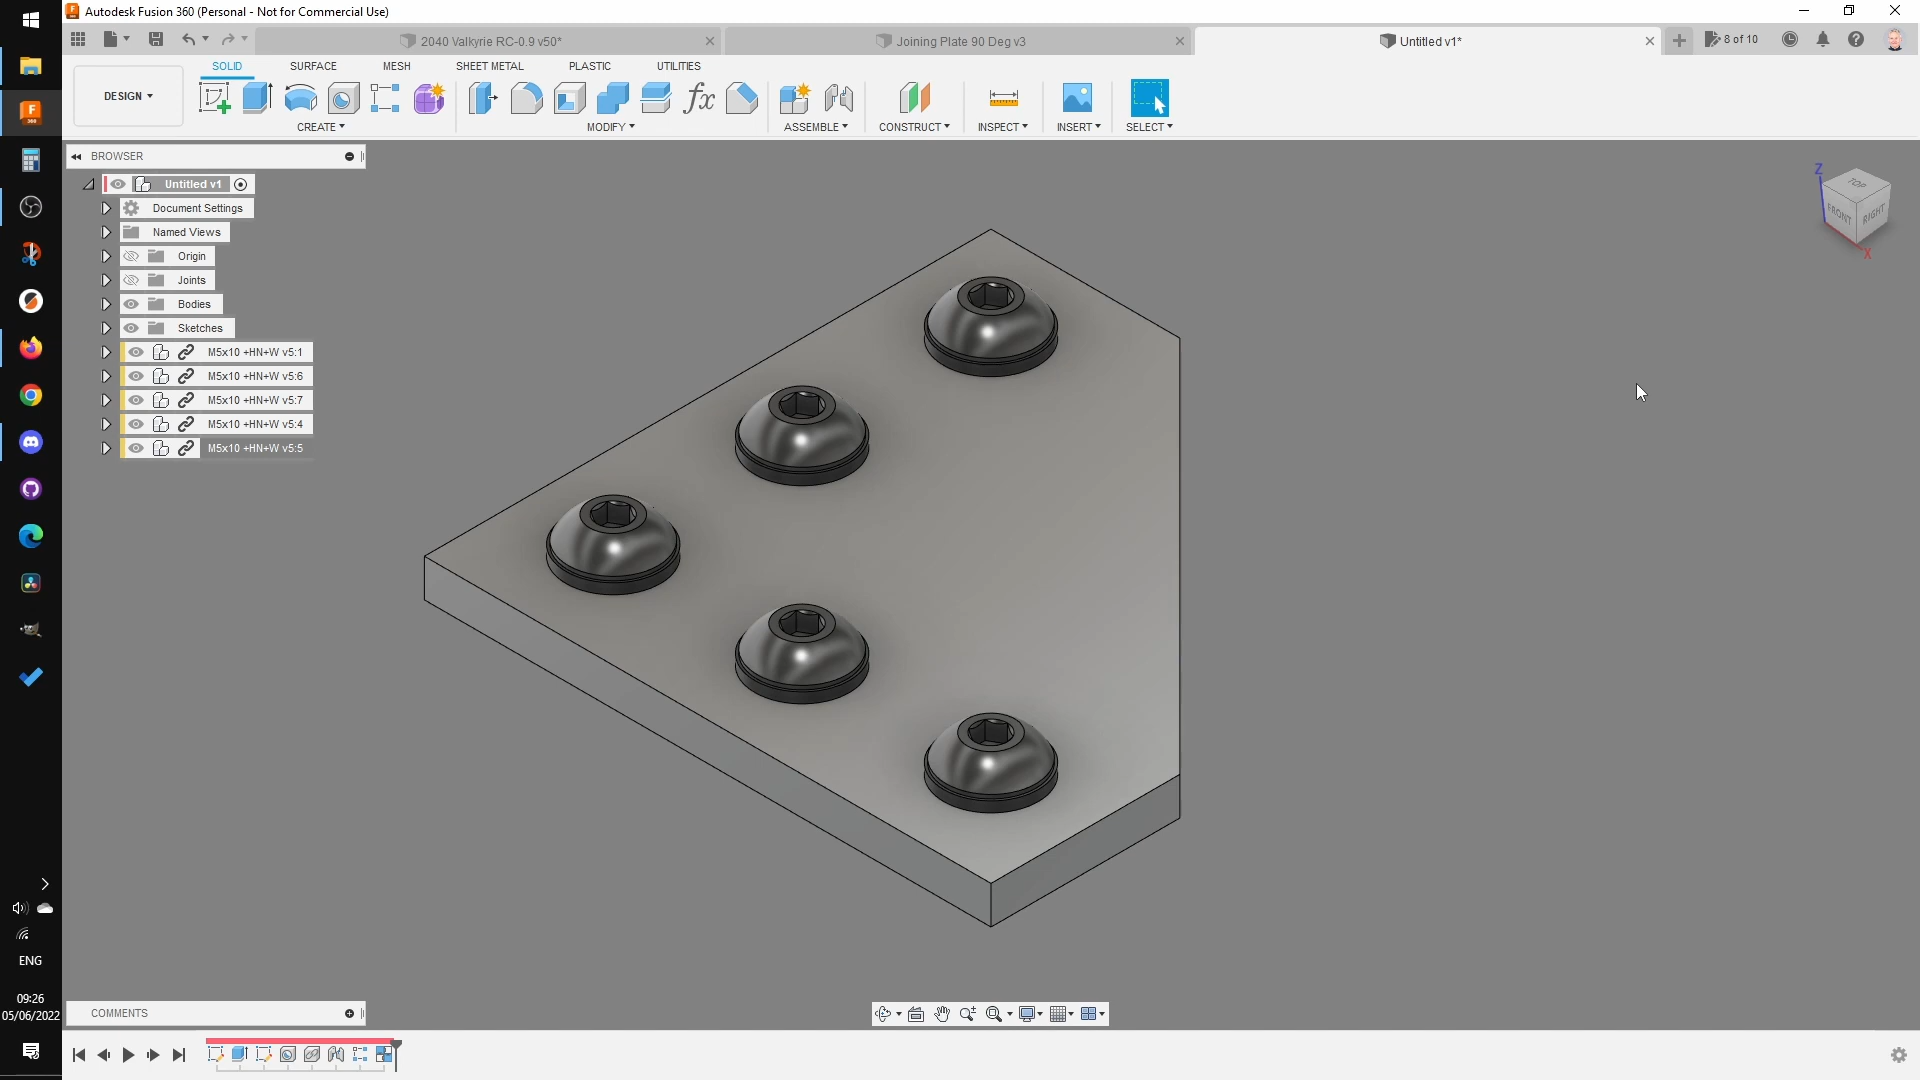 Autodesk Fusion 360 (Personal - Not for Commercial Use)
2040 Valkyrie RC-0.9 v50*
Joining Plate 90 Deg v3
Untitled v1*
8 of 10
SOLID
SURFACE
MESH
SHEET METAL
PLASTIC
UTILITIES
DESIGN
CREATE
MODIFY
ASSEMBLE
CONSTRUCT
INSPECT
INSERT
SELECT
BROWSER
Untitled v1
Document Settings
Named Views
Origin
Joints
Bodies
Sketches
M5x10 +HN+W v5:1
M5x10 +HN+W v5:6
M5x10 +HN+W v5:7
M5x10 +HN+W v5:4
M5x10 +HN+W v5:5
Z
TOP
FRONT
RIGHT
X
ENG
09:26
05/06/2022
COMMENTS